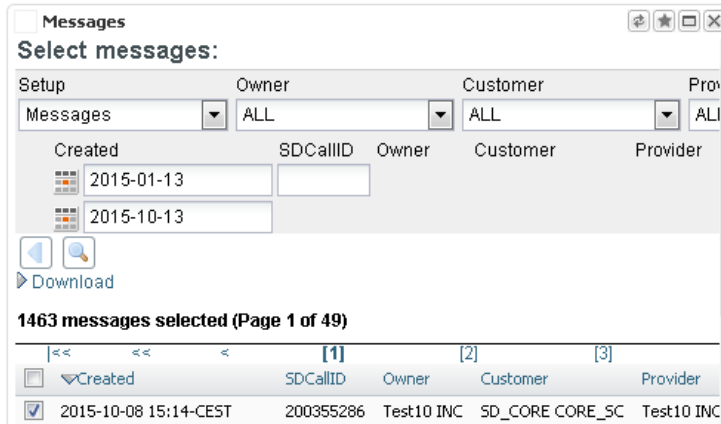 Messages
Select messages:
Setup Owner Customer Prov
Messages ALL ALL ALL
Created SDCallID Owner Customer Provider
2015-01-13
2015-10-13
Download
1463 messages selected (Page 1 of 49)
|<< << < [1] [2] [3]
Created SDCallID Owner Customer Provider
2015-10-08 15:14-CEST 200355286 Test10 INC SD_CORE CORE_SC Test10 INC